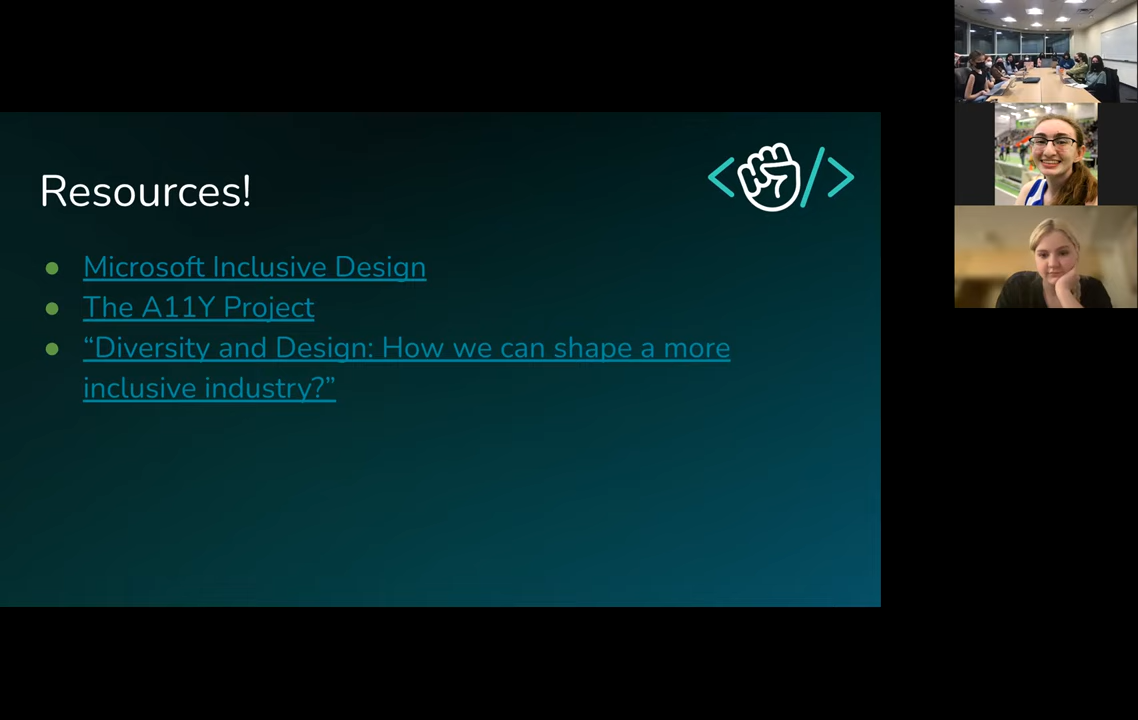 Resources!
Microsoft Inclusive Design
The A11Y Project
“Diversity and Design: How we can shape a more
inclusive industry?”